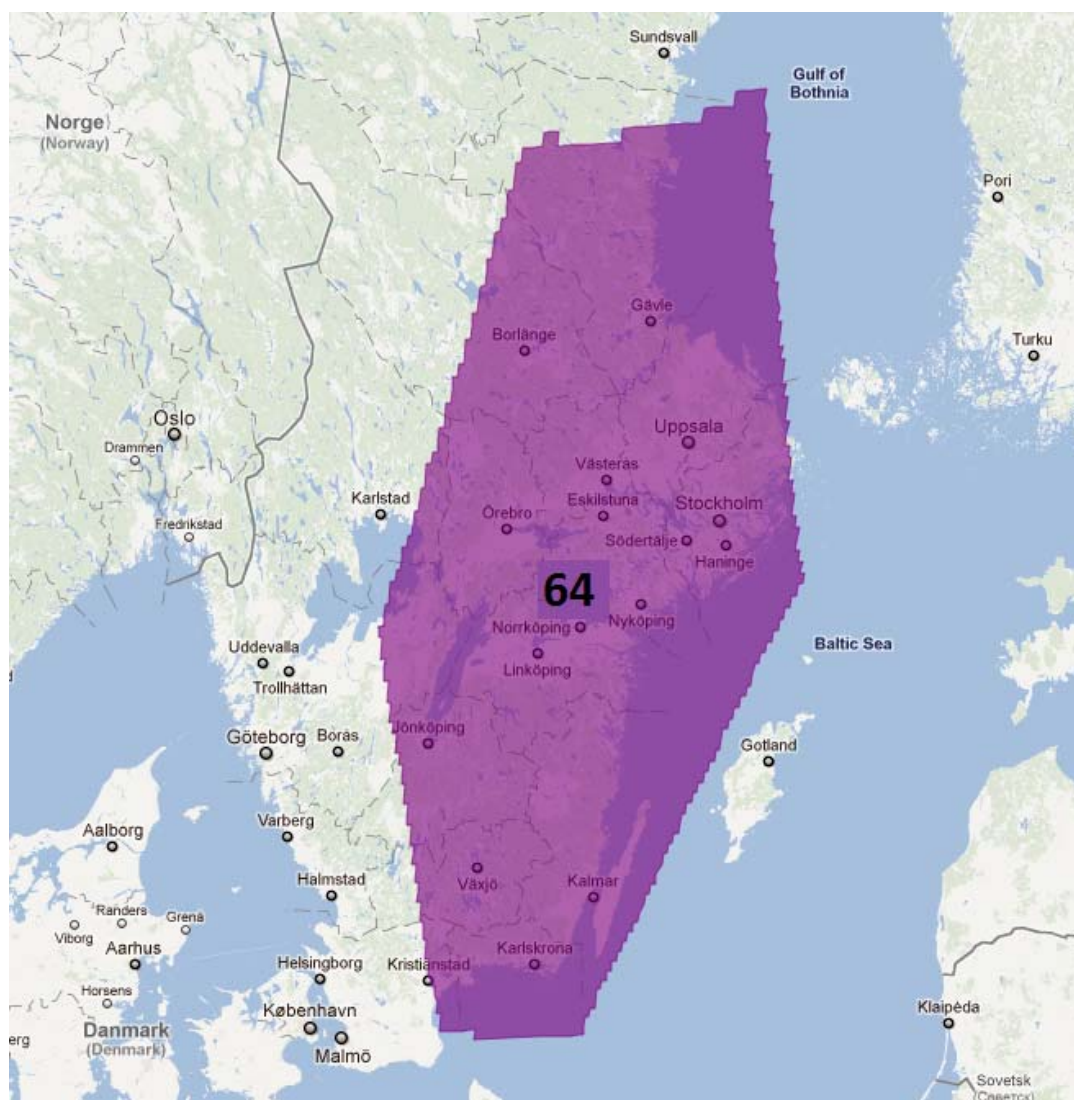 Sundsvall
Gulf of
Bothnia
Norge
(Norway)
Pori
Gävle
Borlänge
Turku
Oslo
Uppsala
Drammen
Västerås
Karlstad
Eskilstuna
Stockholm
Örebro
Fredrikstad
Södertälje
Haninge
64
Nyköping
Norrköping
Baltic Sea
Uddevalla
Linköping
Trollhättan
Jönköping
Göteborg
Borås
Gotland
Varberg
Aalborg
Halmstad
Växjö
Kalmar
Randers
Grenå
Viborg
Aarhus
Karlskrona
Helsingborg
Kristianstad
Horsens
København
Klaipėda
Danmark
(Denmark)
erg
Malmö
Sovetsk
(Советск)